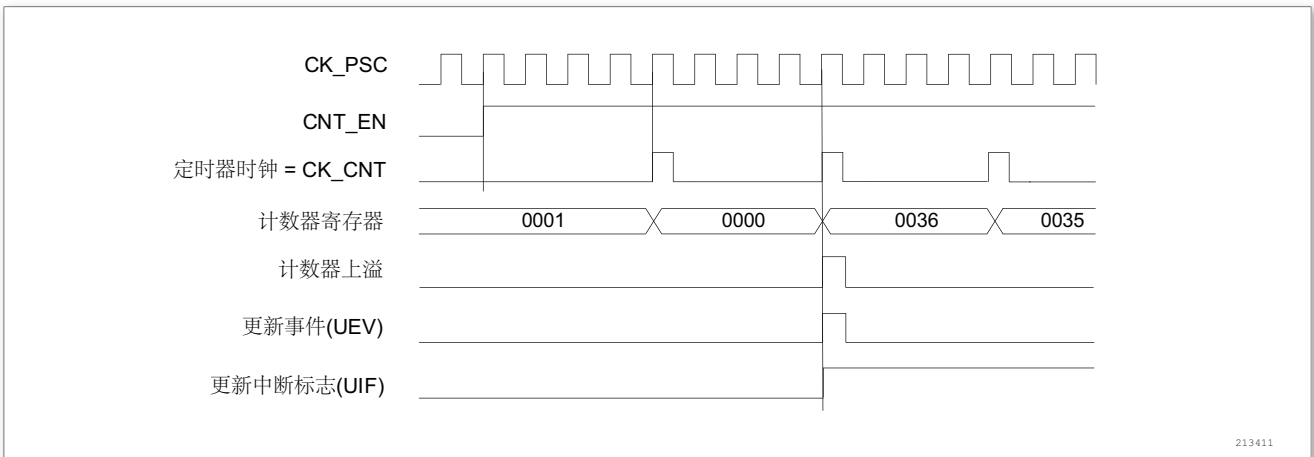 CK_PSC
CNT_EN
定时器时钟 = CK_CNT
计数器寄存器 0001 0000 0036 0035
计数器上溢
更新事件(UEV)
更新中断标志(UIF)
213411